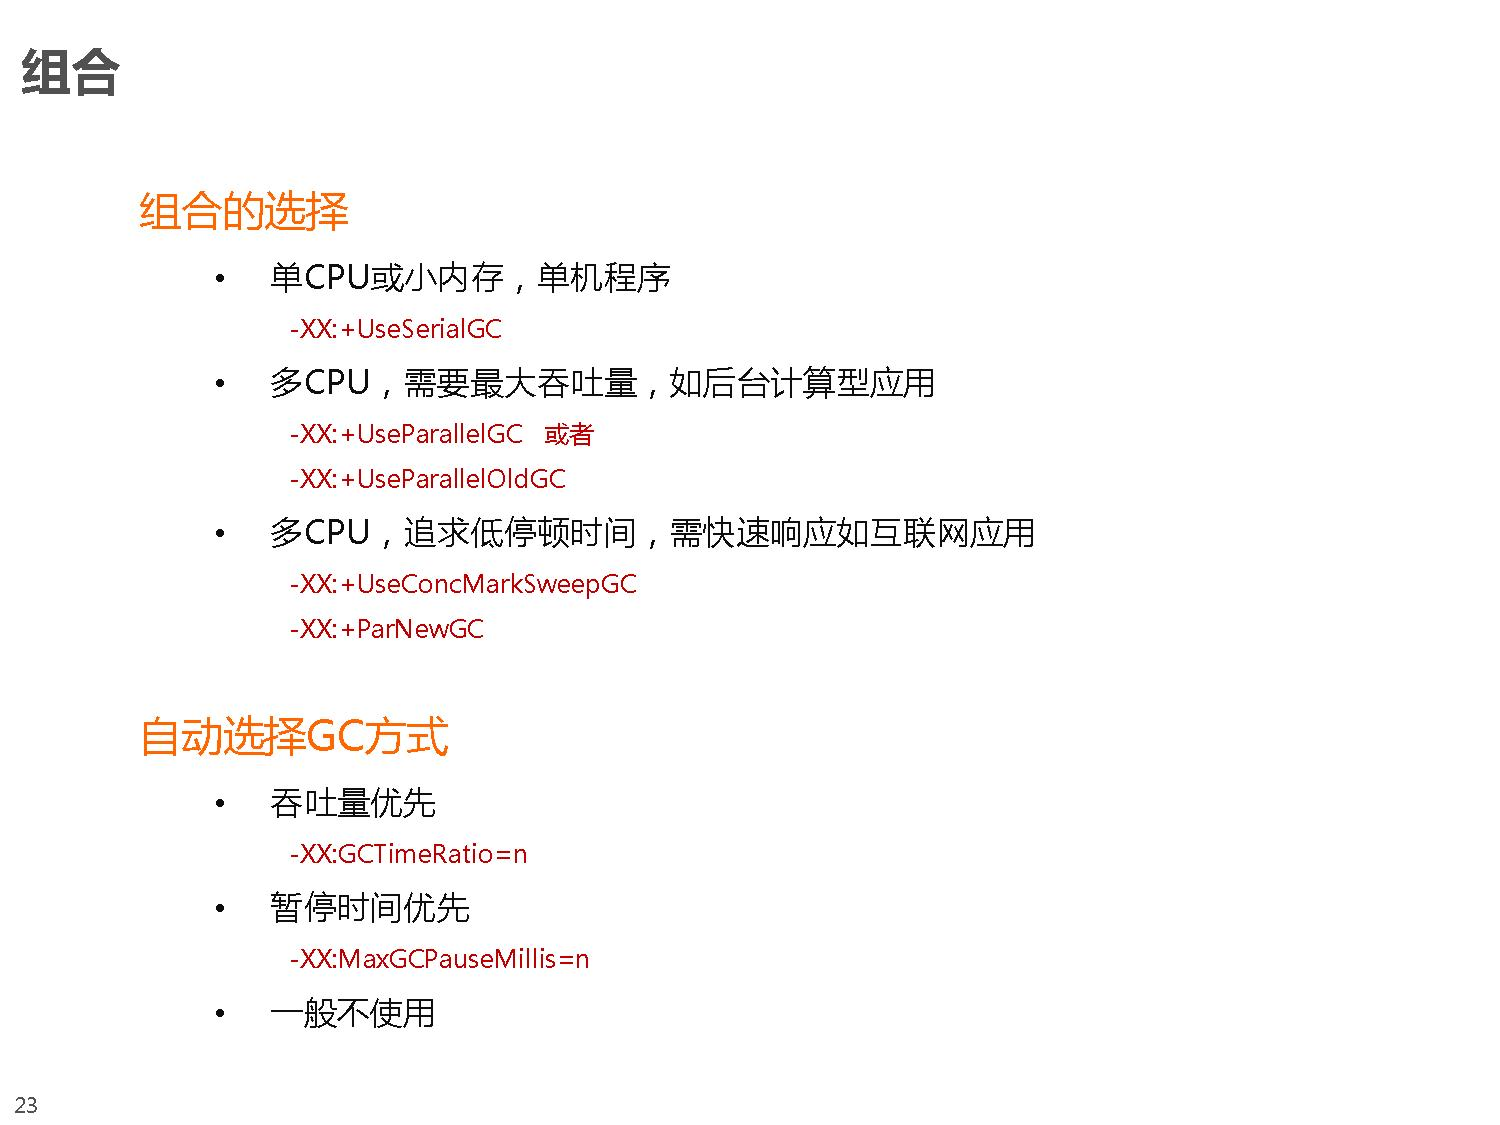 组合
组合的选择
• 单CPU或小内存，单机程序
-XX:+UseSerialGC
• 多CPU，需要最大吞吐量，如后台计算型应用
-XX:+UseParallelGC 或者
-XX:+UseParallelOldGC
• 多CPU，追求低停顿时间，需快速响应如互联网应用
-XX:+UseConcMarkSweepGC
-XX:+ParNewGC
自动选择GC方式
• 吞吐量优先
-XX:GCTimeRatio=n
• 暂停时间优先
-XX:MaxGCPauseMillis=n
• 一般不使用
23